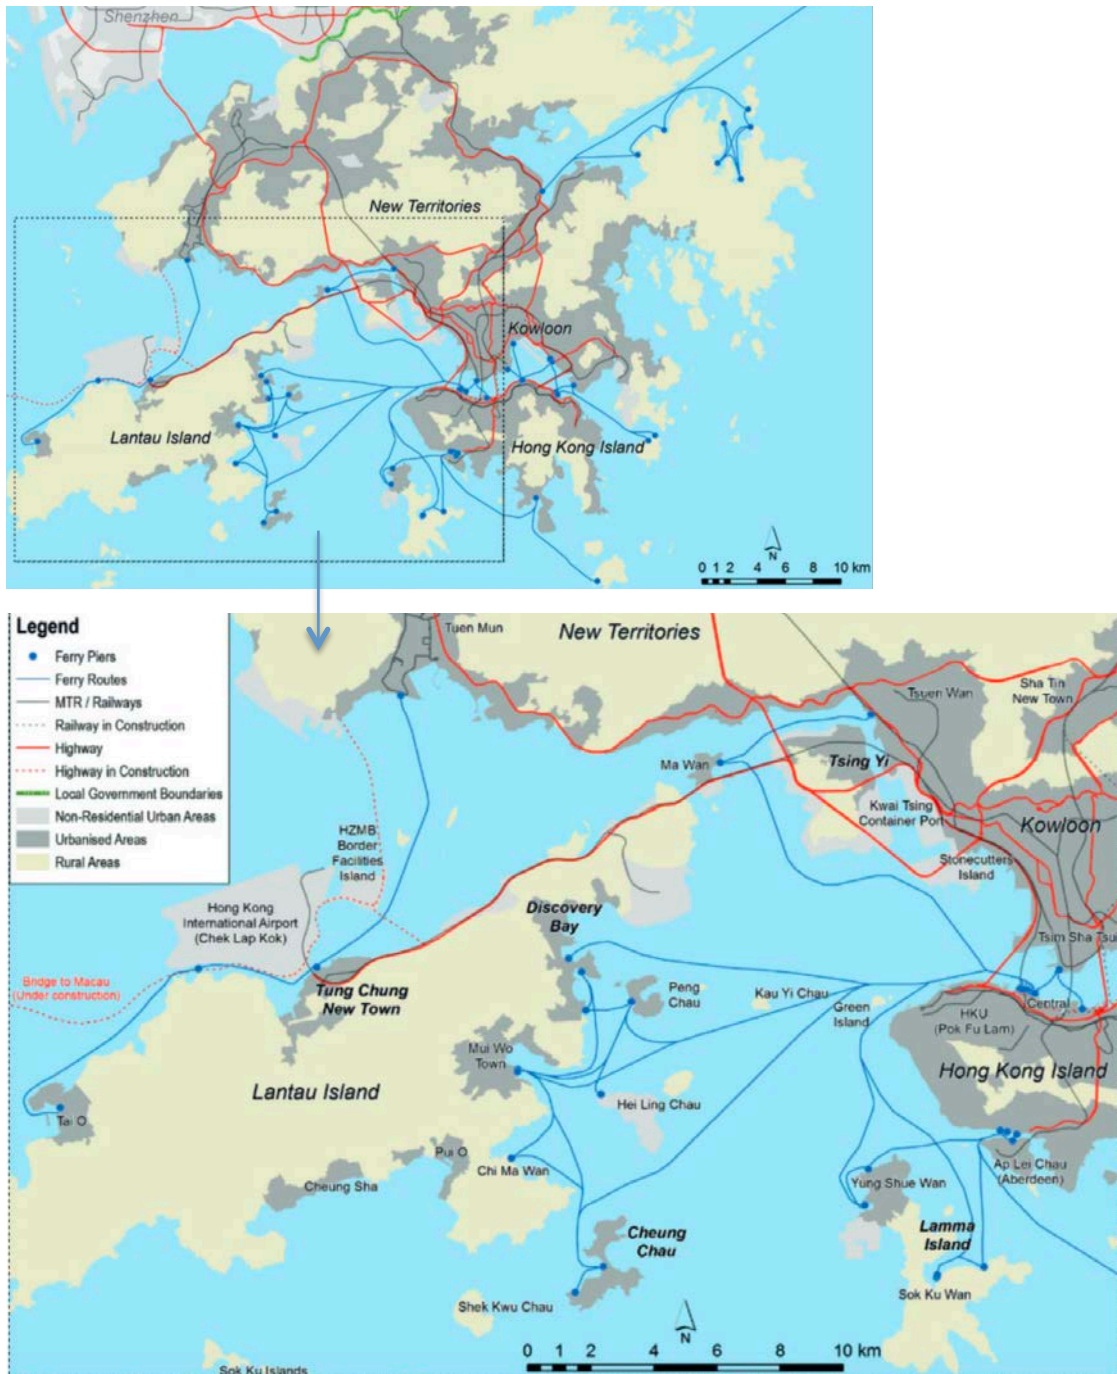 Shenzhen
New Territories
Kowloon
Lantau Island
Hong Kong Island
N
0 1 2 4 6 8 10 km
Legend
Ferry Piers
Ferry Routes
MTR / Railways
Railway in Construction
Highway
Highway in Construction
Local Government Boundaries
Non-Residential Urban Areas
Urbanised Areas
Rural Areas
Tuen Mun
New Territories
Tsuen Wan
Sha Tin
New Town
Ma Wan
Tsing Yi
Kwai Tsing
Container Port
Kowloon
HZMB
Border
Facilities
Island
Stonecutters
Island
Hong Kong
International Airport
(Chek Lap Kok)
Discovery
Bay
Tsim Sha Tsui
Bridge to Macau
(Under construction)
Tung Chung
New Town
Peng
Chau
Kau Yi Chau
Green
Island
Central
HKU
(Pok Fu Lam)
Mui Wo
Town
Hong Kong Island
Lantau Island
Hei Ling Chau
Tai O
Pui O
Chi Ma Wan
Cheung Sha
Ap Lei Chau
(Aberdeen)
Yung Shue Wan
Cheung
Chau
Lamma
Island
Sok Ku Wan
Shek Kwu Chau
N
0 2 4 6 8 10 km
Sok Ku Islands